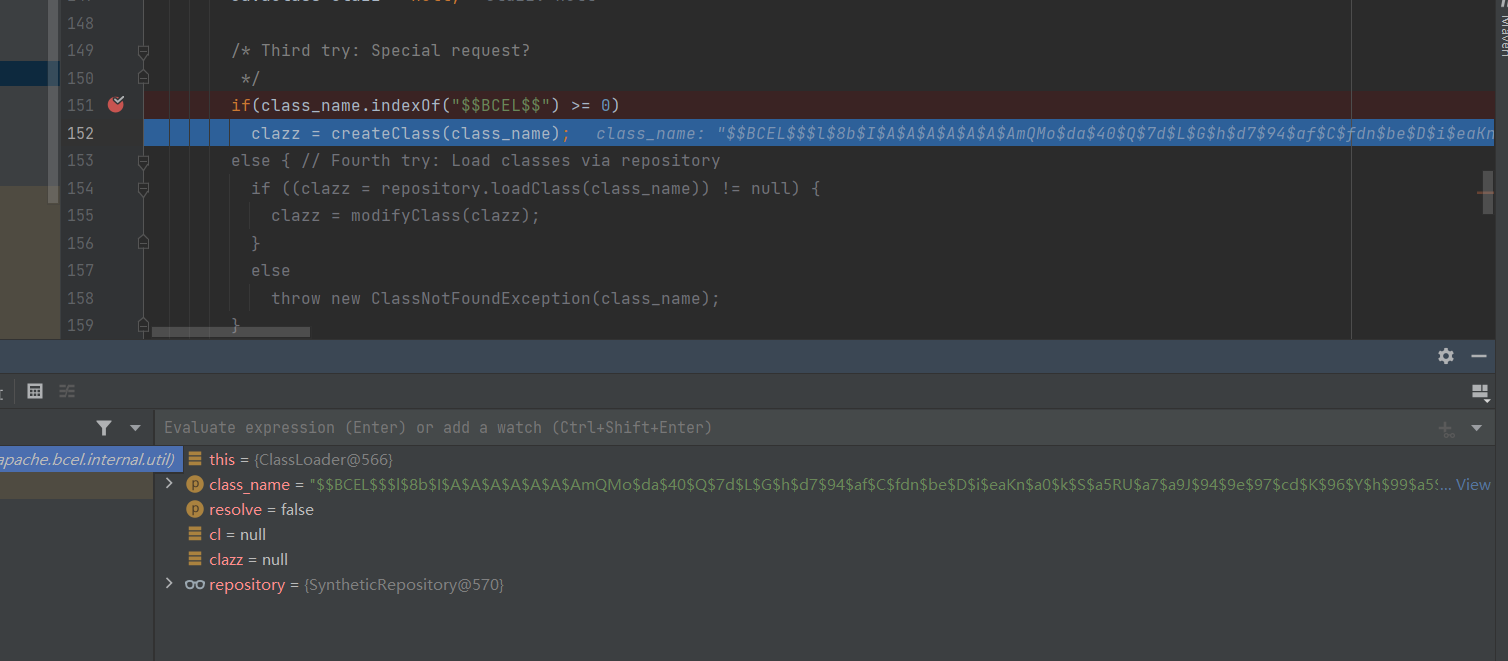 148
149 /* Third try: Special request?
150 */
151 if(class_name.indexOf("$$BCEL$$") >= 0)
152 clazz = createClass(class_name); class_name: "$$BCEL$$$l$8b$I$A$A$A$A$A$A$AmQMo$da$40$Q$7d$L$G$h$d7$94$af$C$fdn$be$D$i$eaKn
153 else { // Fourth try: Load classes via repository
154 if ((clazz = repository.loadClass(class_name)) != null) {
155 clazz = modifyClass(clazz);
156 }
157 else
158 throw new ClassNotFoundException(class_name);
159 }
Maven
Evaluate expression (Enter) or add a watch (Ctrl+Shift+Enter)
apache.bcel.internal.util)
this = {ClassLoader@566}
class_name = "$$BCEL$$$l$8b$I$A$A$A$A$A$A$AmQMo$da$40$Q$7d$L$G$h$d7$94$af$C$fdn$be$D$i$eaKn$a0$k$S$a5RU$a7$a9J$94$9e$97$cd$K$96$Y$h$99$a5$... View
resolve = false
cl = null
clazz = null
repository = {SyntheticRepository@570}